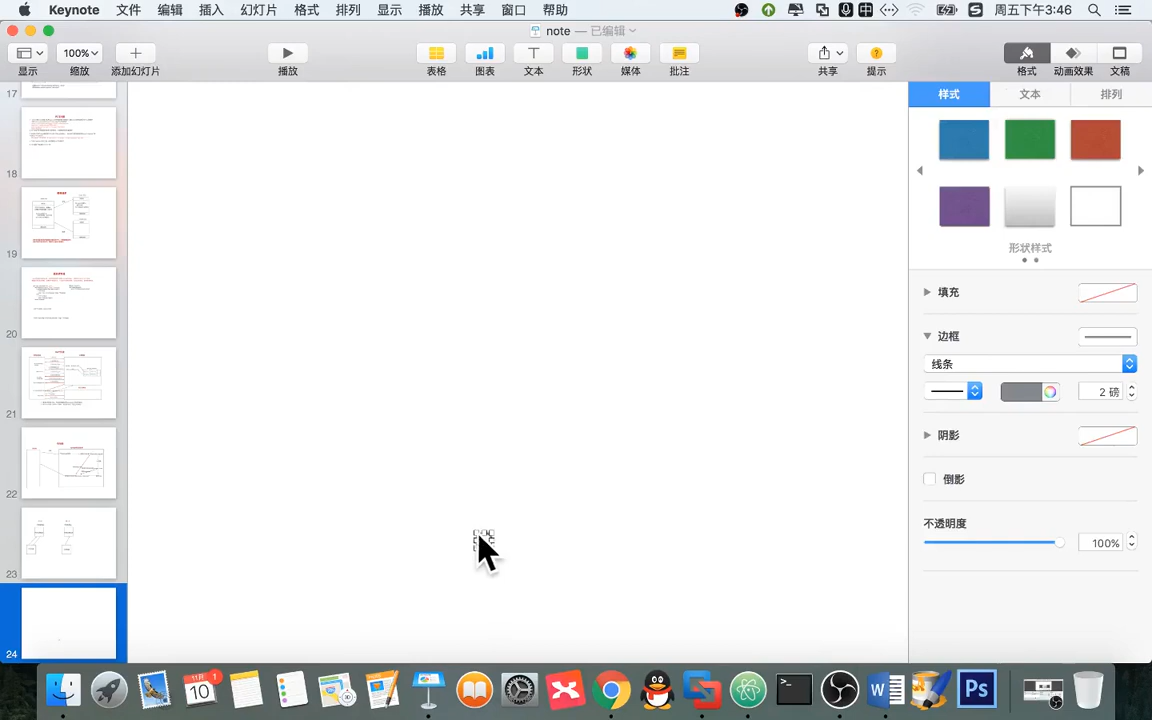 Keynote 文件 编辑 插入 幻灯片 格式 排列 显示 播放 共享 窗口 帮助 中 周五下午3:46
note — 已编辑
100%
显示 缩放 添加幻灯片 播放 表格 图表 文本 形状 媒体 批注 共享 提示 格式 动画效果 文稿
样式 文本 排列
17
18
19
20
21
22
23
24
形状样式
填充
边框
线条
2 磅
阴影
倒影
不透明度
100%
11月
10
1
30
>_
W
Ps